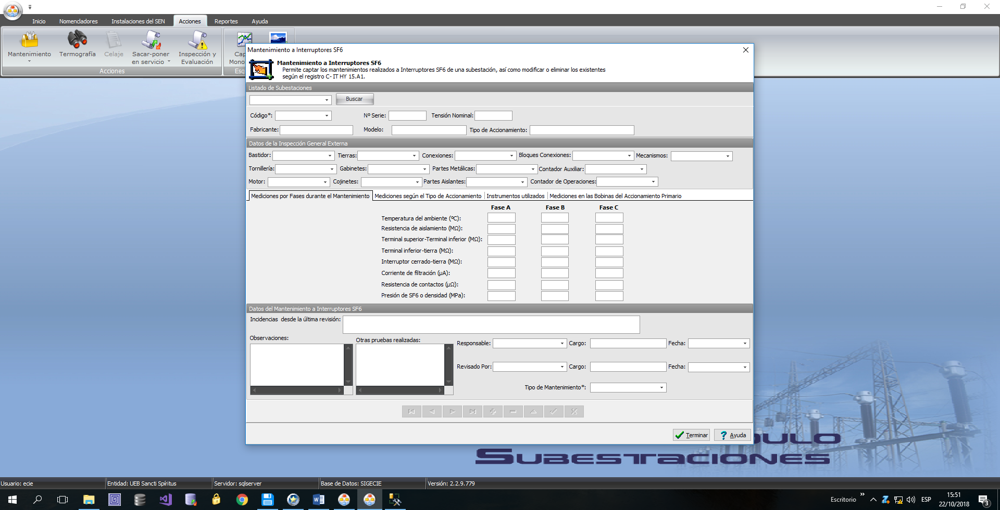 Inicio Nomencladores Instalaciones del SEN Acciones Reportes Ayuda
Mantenimiento Termografía Celaje Sacar-poner en servicio Inspección y Evaluación
Acciones
Mantenimiento a Interruptores SF6
Mantenimiento a Interruptores SF6
Permite captar los mantenimientos realizados a Interruptores SF6 de una subestación, así como modificar o eliminar los existentes
según el registro C- IT HY 15.A1.
Listado de Subestaciones
Buscar
Código*: Nº Serie: Tensión Nominal:
Fabricante: Modelo: Tipo de Accionamiento:
Datos de la Inspección General Externa
Bastidor: Tierras: Conexiones: Bloques Conexiones: Mecanismos:
Tornillería: Gabinetes: Partes Metálicas: Contador Auxiliar:
Motor: Cojinetes: Partes Aislantes: Contador de Operaciones:
Mediciones por Fases durante el Mantenimiento Mediciones según el Tipo de Accionamiento Instrumentos utilizados Mediciones en las Bobinas del Accionamiento Primario
Fase A Fase B Fase C
Temperatura del ambiente (ºC):
Resistencia de aislamiento (MΩ):
Terminal superior-Terminal inferior (MΩ):
Terminal inferior-tierra (MΩ):
Interruptor cerrado-tierra (MΩ):
Corriente de filtración (µA):
Resistencia de contactos (µΩ):
Presión de SF6 o densidad (MPa):
Datos del Mantenimiento a Interruptores SF6
Incidencias desde la última revisión:
Observaciones: Otras pruebas realizadas:
Responsable: Cargo: Fecha:
Revisado Por: Cargo: Fecha:
Tipo de Mantenimiento*:
Terminar Ayuda
SUBESTACIONES
Usuario: ecie Entidad: UEB Sancti Spíritus Servidor: sqlserver Base de Datos: SIGECIE Versión: 2.2.9.779
Escritorio » ESP 15:51
22/10/2018 3